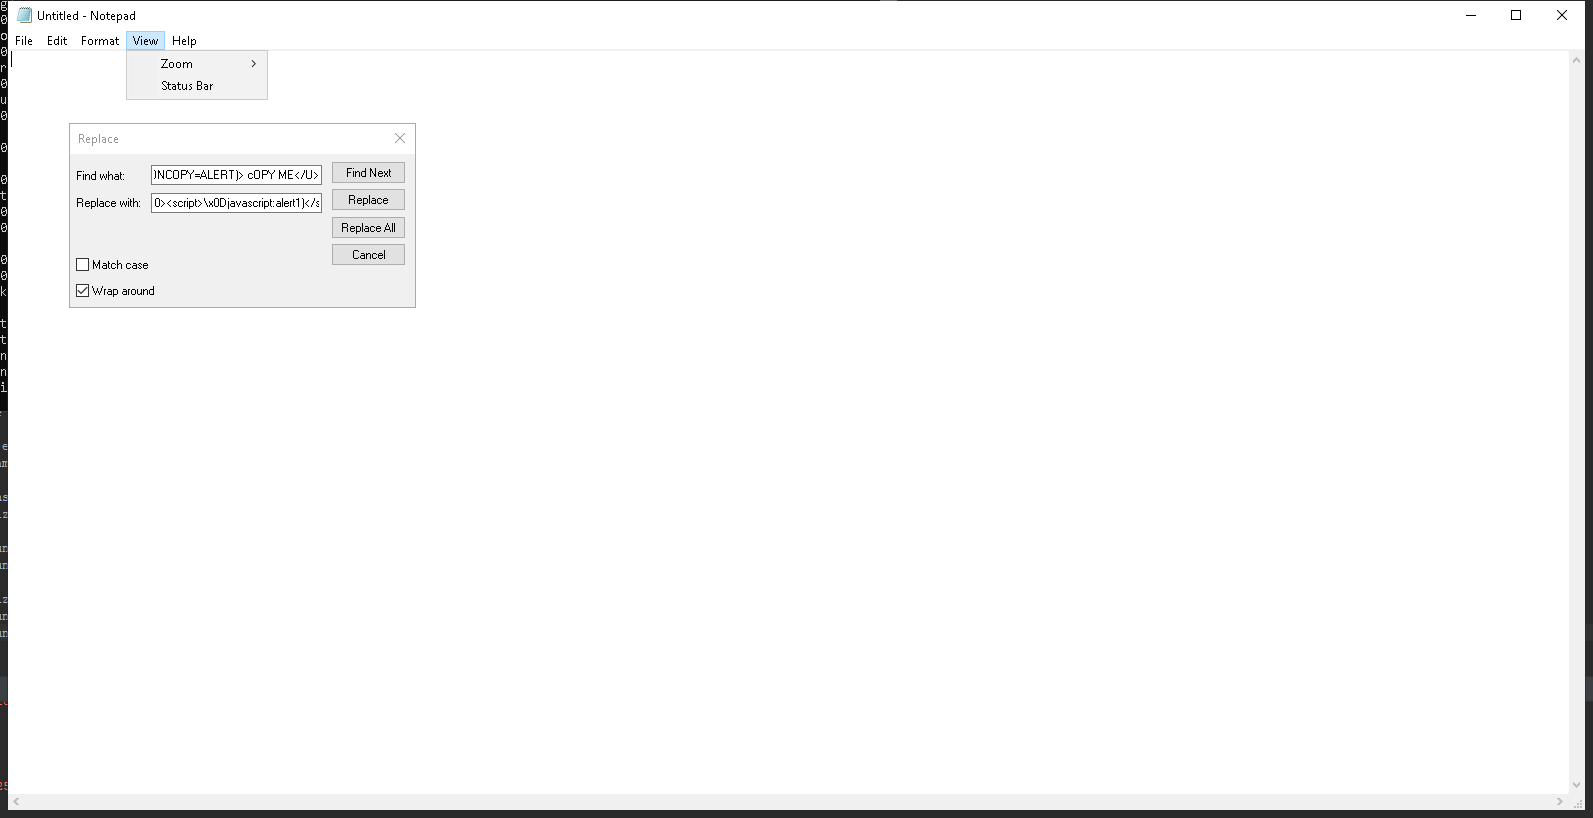 Untitled - Notepad
File Edit Format View Help
Zoom
Status Bar
Replace
Find what: NCOPY=ALERT)> cOPY ME</U> Find Next
Replace with: 0><script>\x0Djavascript:alert1)</s Replace
Replace All
Cancel
Match case
Wrap around